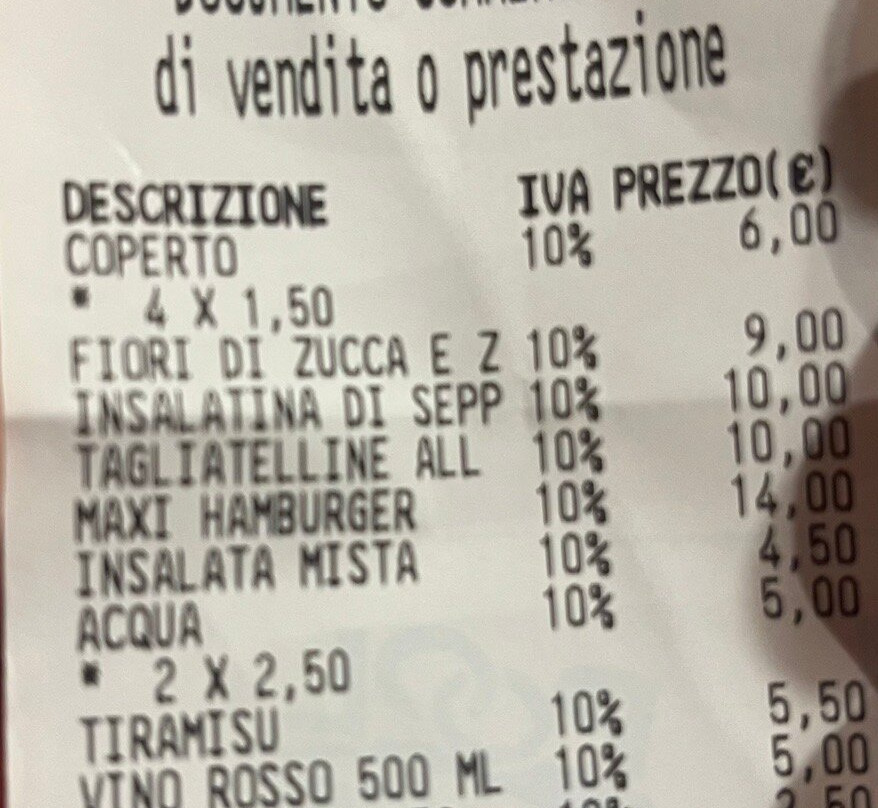 di vendita o prestazione
DESCRIZIONE IVA PREZZO(€)
COPERTO 10% 6,00
* 4 X 1,50
FIORI DI ZUCCA E Z 10% 9,00
INSALATINA DI SEPP 10% 10,00
TAGLIATELLINE ALL 10% 10,00
MAXI HAMBURGER 10% 14,00
INSALATA MISTA 10% 4,50
ACQUA 10% 5,00
* 2 X 2,50
TIRAMISU 10% 5,50
VINO ROSSO 500 ML 10% 5,00